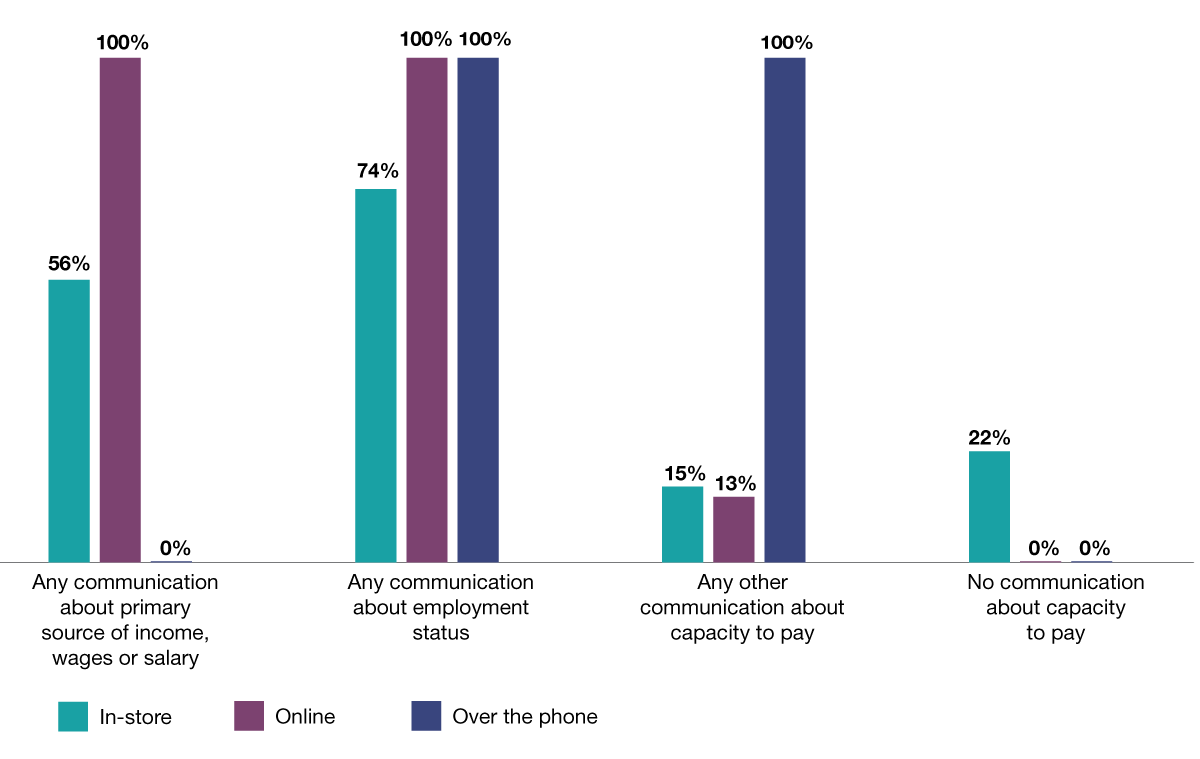 100%
100% 100%
100%
74%
56%
22%
15%
13%
0%
0%
0%
Any communication
about primary
source of income,
wages or salary
Any communication
about employment
status
Any other
communication about
capacity to pay
No communication
about capacity
to pay
In-store
Online
Over the phone